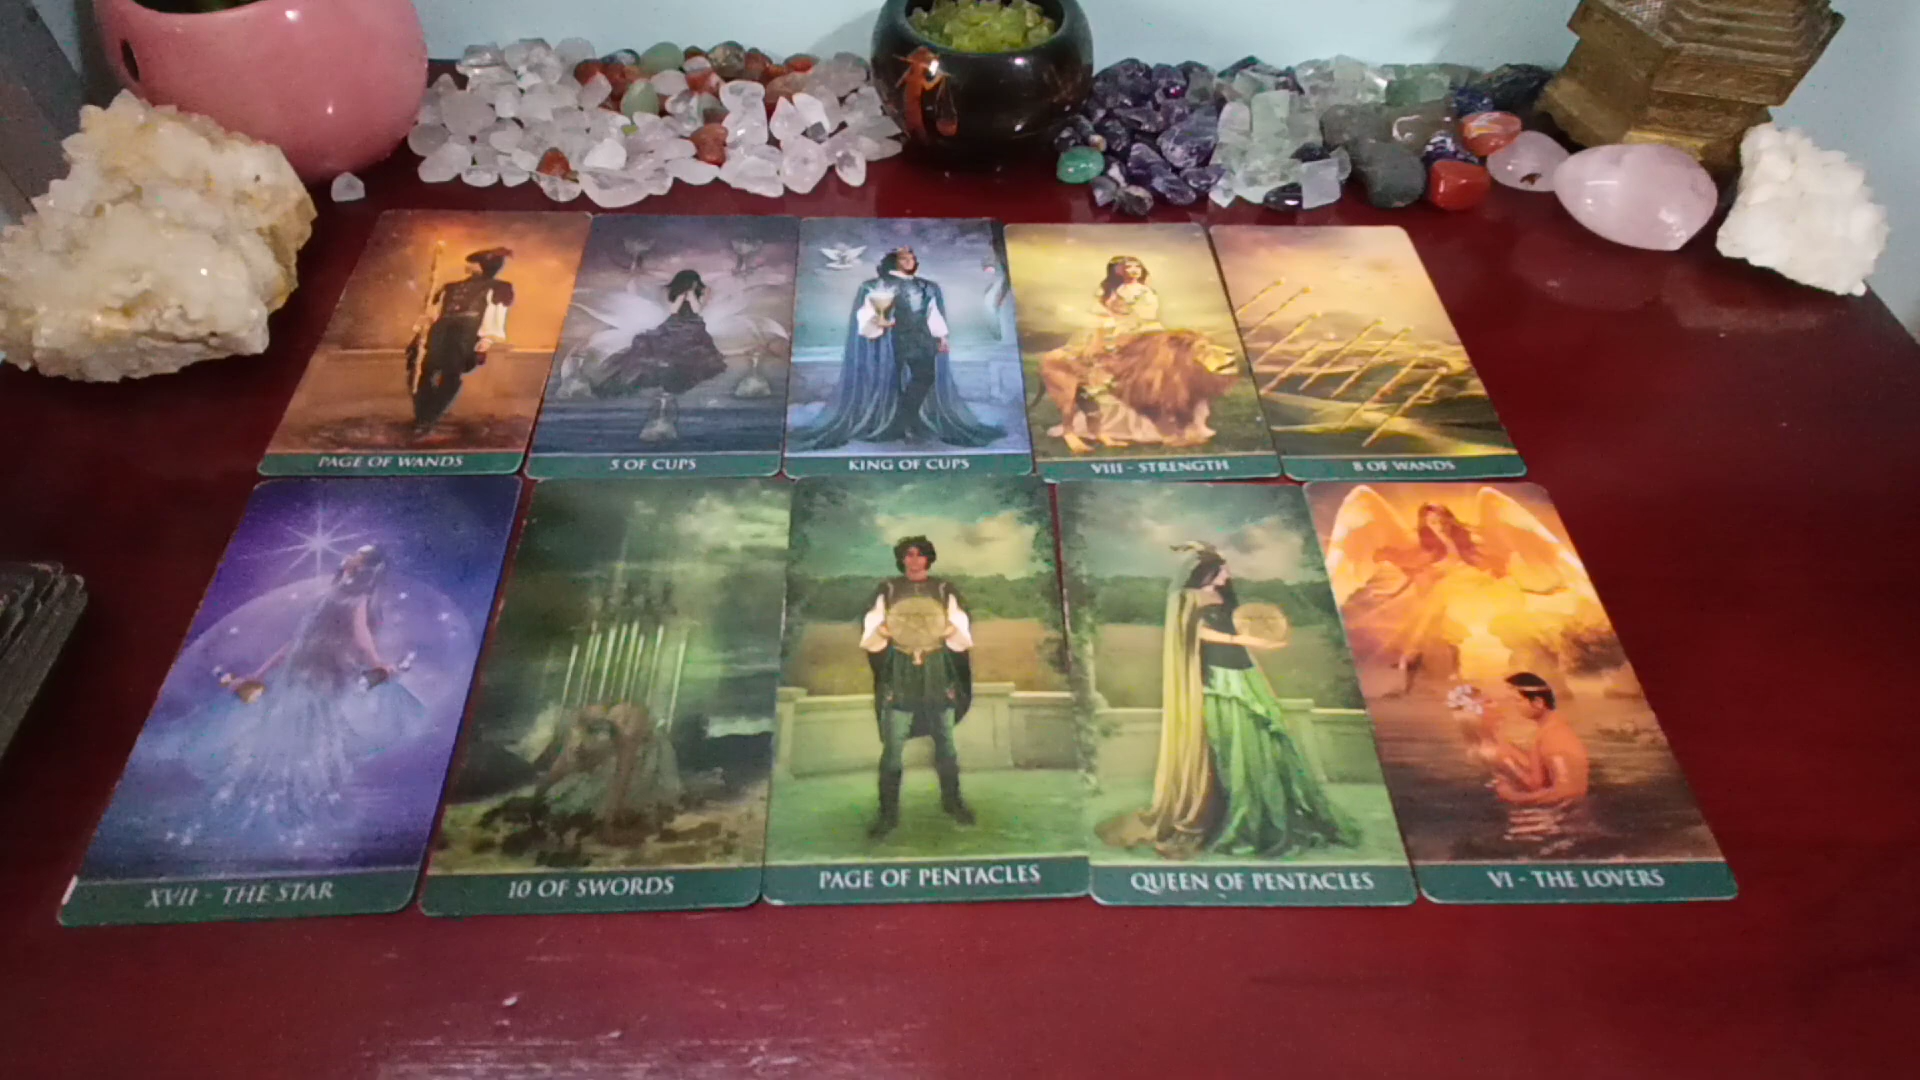 PAGE OF WANDS
5 OF CUPS
KING OF CUPS
VIII - STRENGTH
8 OF WANDS
XVII - THE STAR
10 OF SWORDS
PAGE OF PENTACLES
QUEEN OF PENTACLES
VI - THE LOVERS